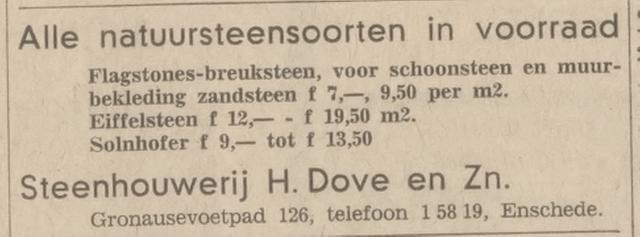 Alle natuursteensoorten in voorraad
Flagstones-breuksteen, voor schoonsteen en muur-
bekleding zandsteen f 7,—, 9,50 per m2.
Eiffelsteen f 12,— - f 19,50 m2.
Solnhofer f 9,— tot f 13,50
Steenhouwerij H. Dove en Zn.
Gronausevoetpad 126, telefoon 1 58 19, Enschede.